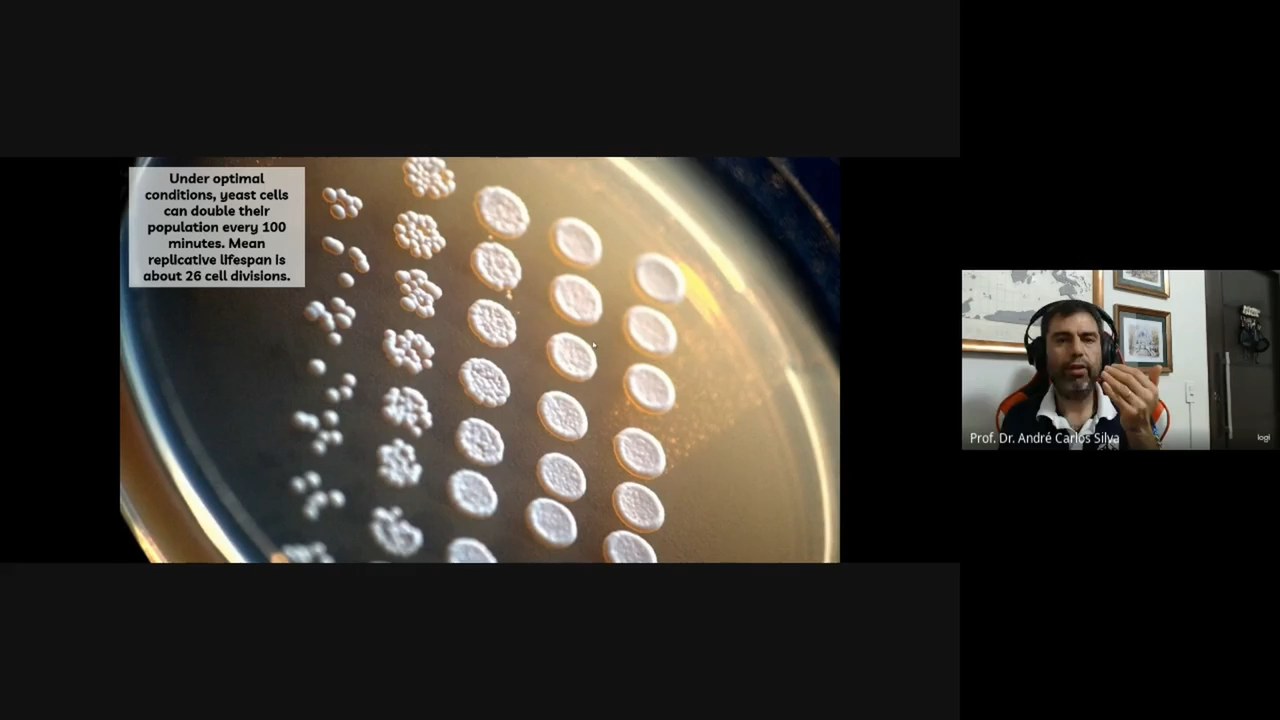 Under optimal
conditions, yeast cells
can double their
population every 100
minutes. Mean
replicative lifespan is
about 26 cell divisions.
Prof. Dr. André Carlos Silva
logi